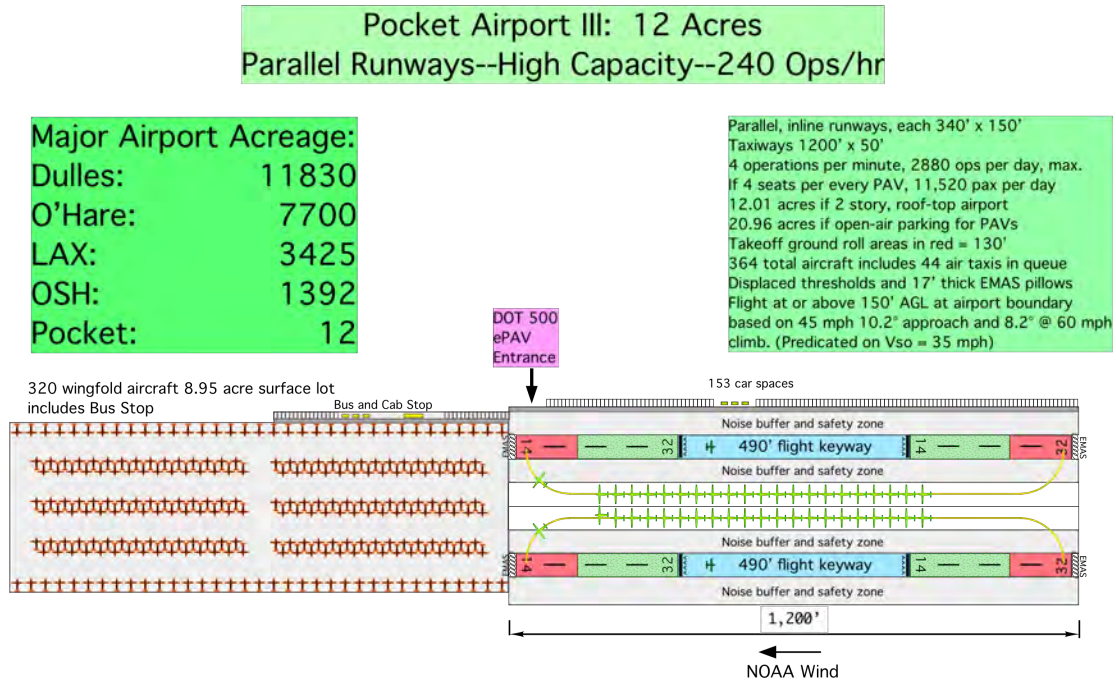 Pocket Airport III: 12 Acres
Parallel Runways--High Capacity--240 Ops/hr
Major Airport Acreage:
Dulles: 11830
O'Hare: 7700
LAX: 3425
OSH: 1392
Pocket: 12
Parallel, inline runways, each 340' x 150'
Taxiways 1200' x 50'
4 operations per minute, 2880 ops per day, max.
If 4 seats per every PAV, 11,520 pax per day
12.01 acres if 2 story, roof-top airport
20.96 acres if open-air parking for PAVs
Takeoff ground roll areas in red = 130'
364 total aircraft includes 44 air taxis in queue
Displaced thresholds and 17' thick EMAS pillows
Flight at or above 150' AGL at airport boundary
based on 45 mph 10.2° approach and 8.2° @ 60 mph
climb. (Predicated on Vso = 35 mph)
DOT 500
ePAV
Entrance
320 wingfold aircraft 8.95 acre surface lot
includes Bus Stop
Bus and Cab Stop
153 car spaces
Noise buffer and safety zone
EMAS
14
32
490' flight keyway
14
32
EMAS
Noise buffer and safety zone
Noise buffer and safety zone
EMAS
14
32
490' flight keyway
14
32
EMAS
Noise buffer and safety zone
1,200'
NOAA Wind